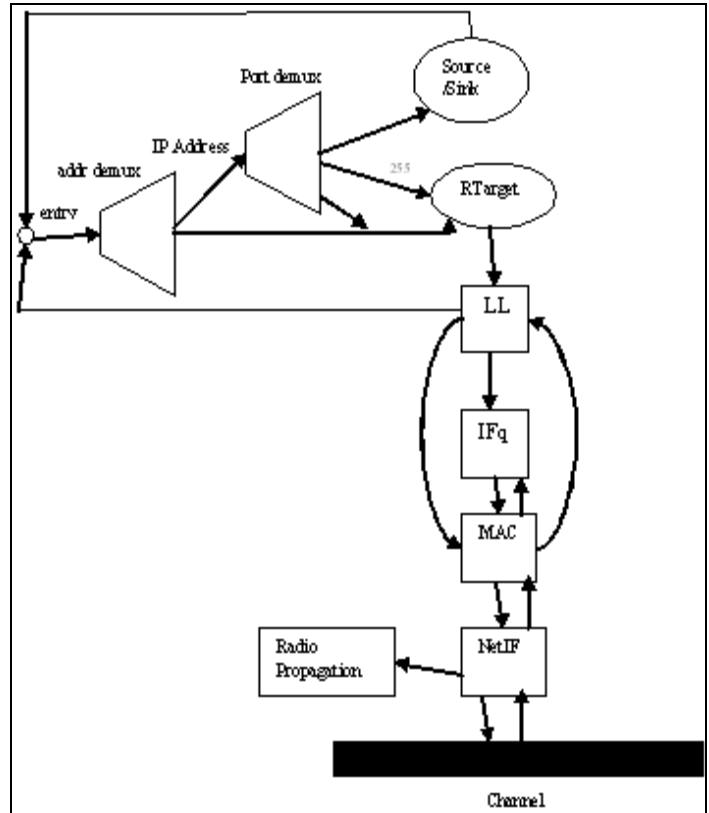 Source
/Sink
Port demux
IP Address
addr demux
255
RTarget
entry
LL
IFq
MAC
Radio
Propagation
NetIF
Channel